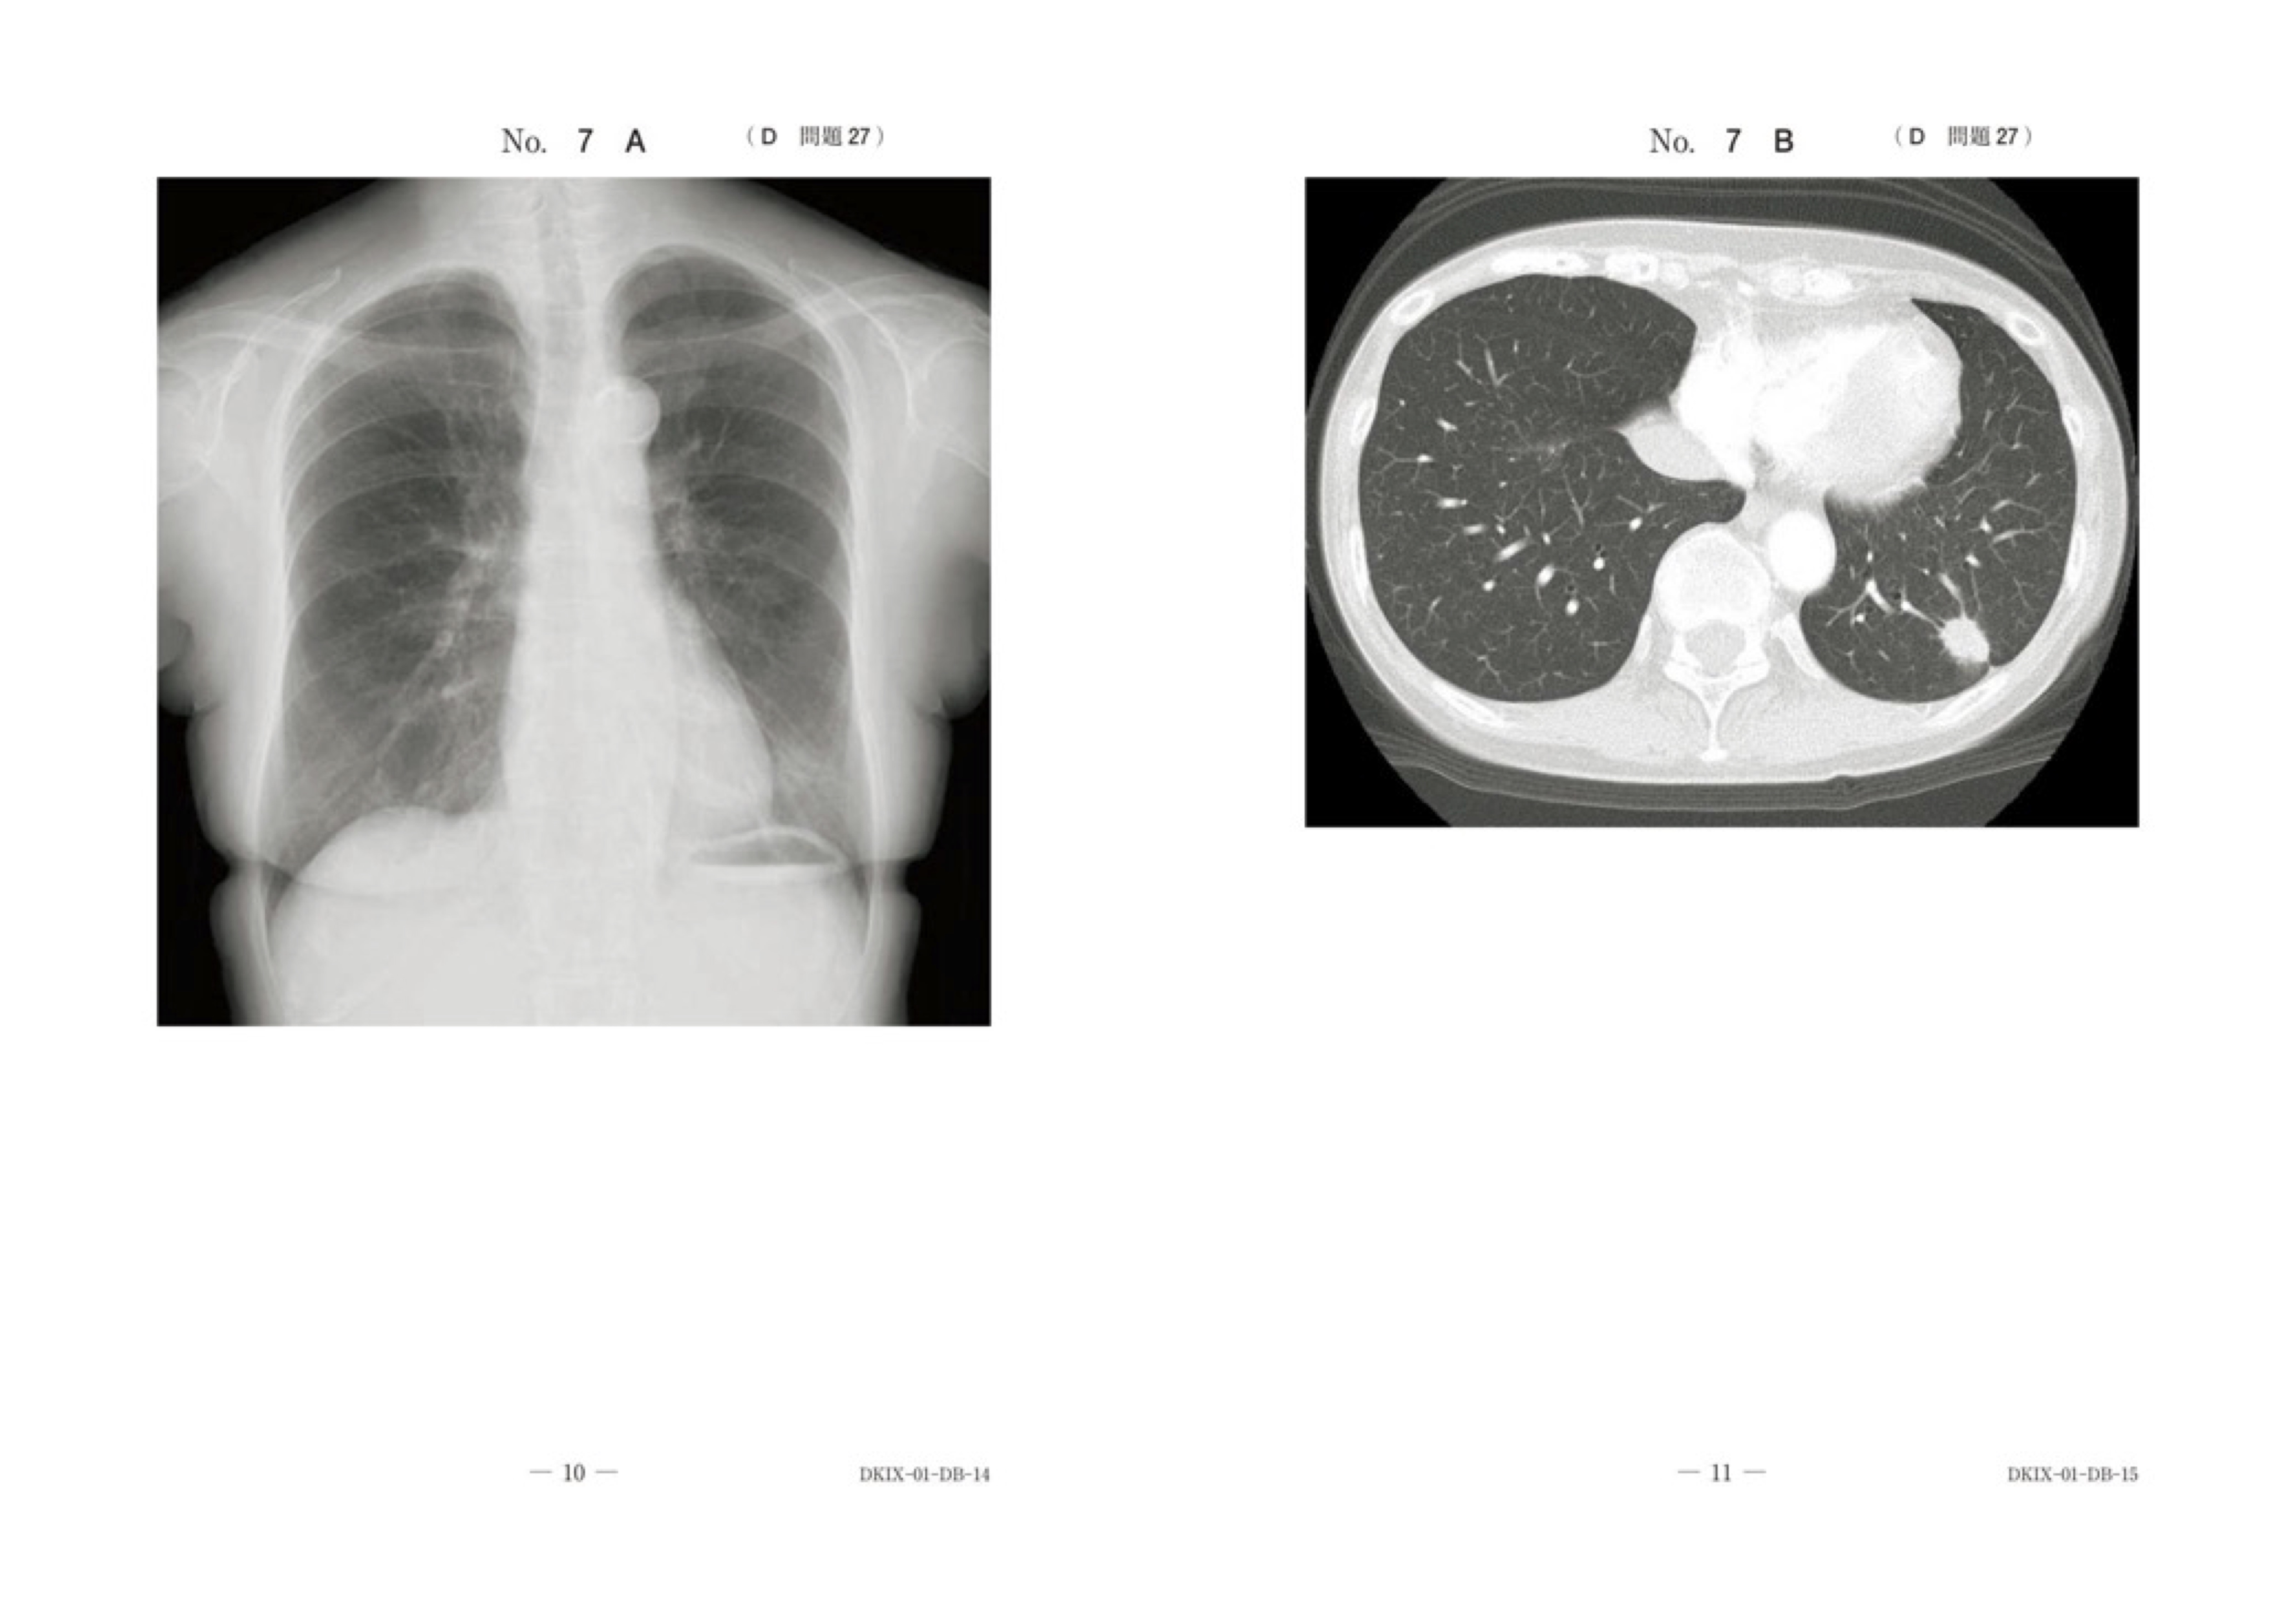 No. 7 A (D 問題 27)
No. 7 B (D 問題 27)
— 10 — DKIX-01-DB-14
— 11 — DKIX-01-DB-15